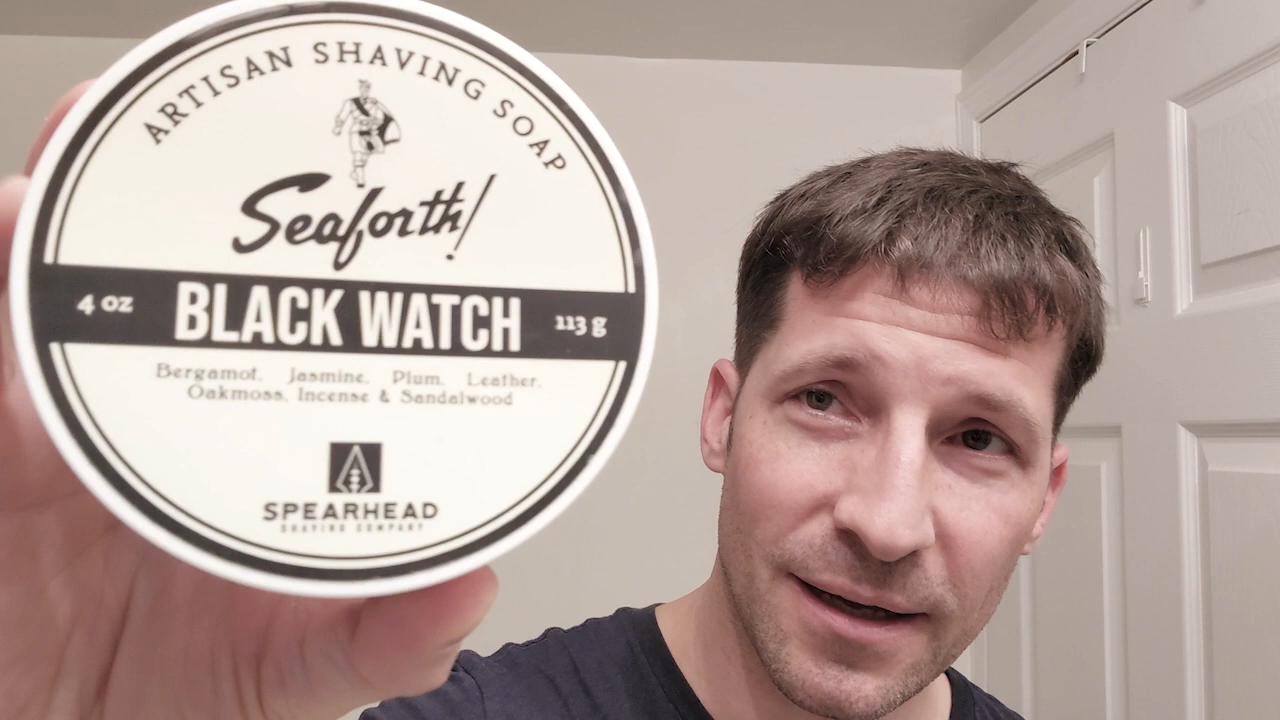 ARTISAN SHAVING SOAP
Seaforth!
4 oz BLACK WATCH 113 g
Bergamot, Jasmine, Plum, Leather,
Oakmoss, Incense & Sandalwood
SPEARHEAD
SHAVING COMPANY